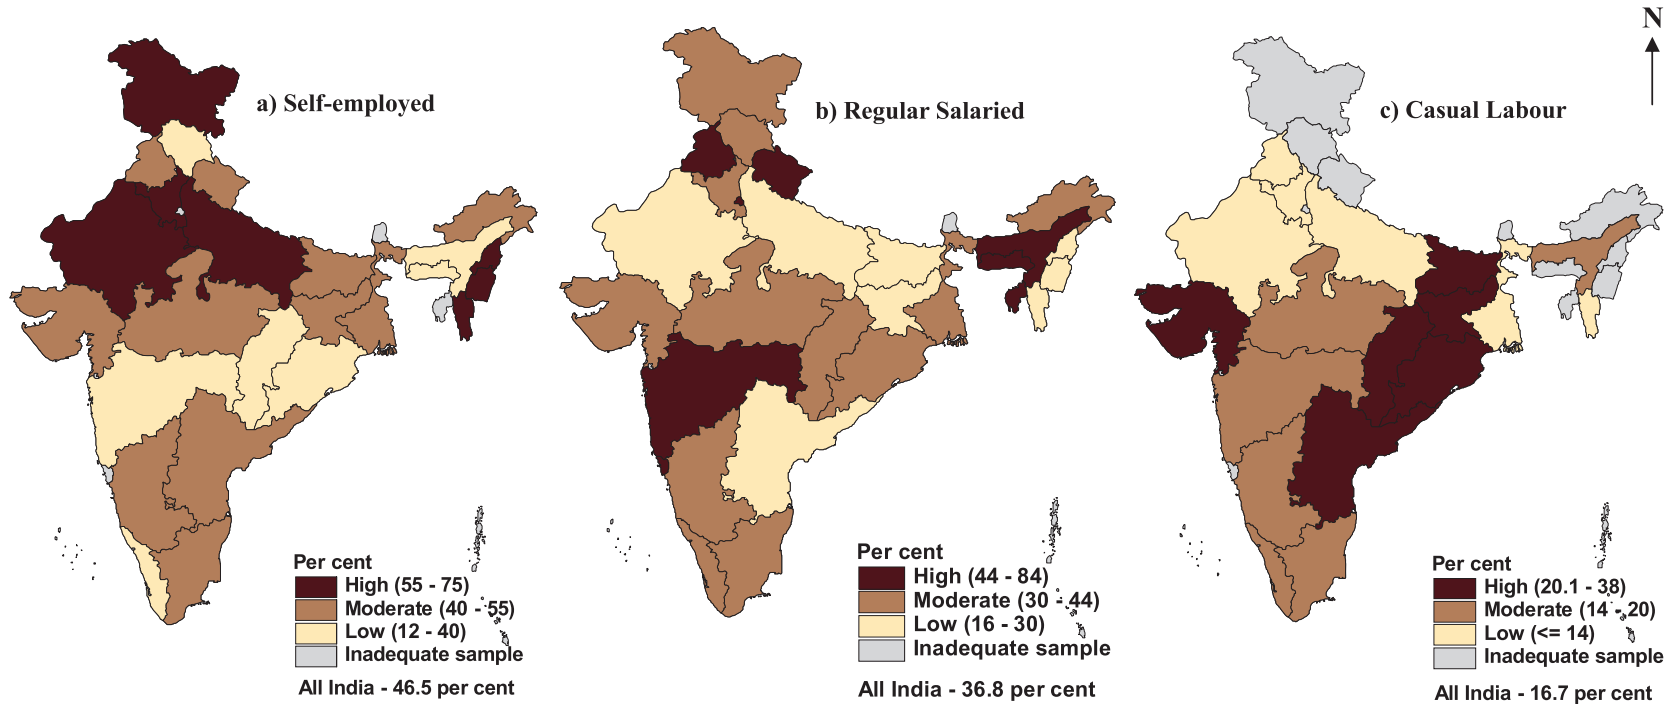 N
a) Self-employed
b) Regular Salaried
c) Casual Labour
Per cent
High (55 - 75)
Moderate (40 - 55)
Low (12 - 40)
Inadequate sample
All India - 46.5 per cent
Per cent
High (44 - 84)
Moderate (30 - 44)
Low (16 - 30)
Inadequate sample
All India - 36.8 per cent
Per cent
High (20.1 - 38)
Moderate (14 - 20)
Low (<= 14)
Inadequate sample
All India - 16.7 per cent